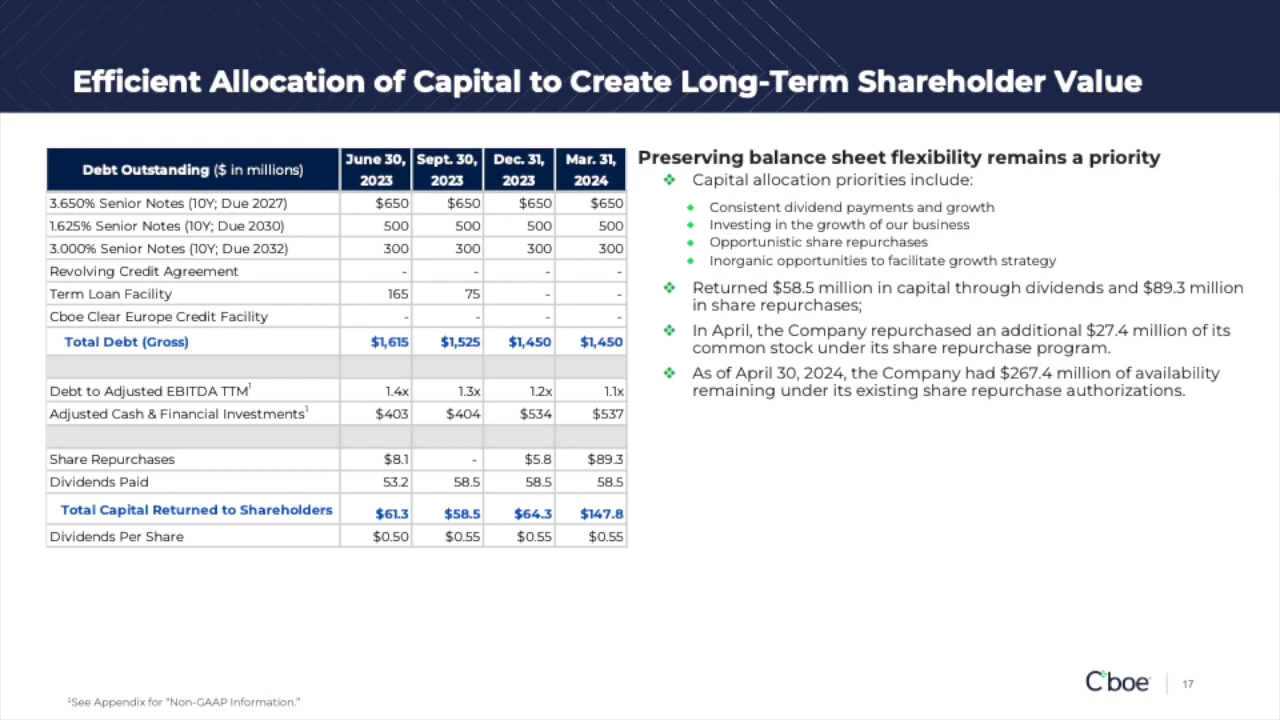 Efficient Allocation of Capital to Create Long-Term Shareholder Value
Debt Outstanding ($ in millions) June 30, 2023 Sept. 30, 2023 Dec. 31, 2023 Mar. 31, 2024
3.650% Senior Notes (10Y; Due 2027) $650 $650 $650 $650
1.625% Senior Notes (10Y; Due 2030) 500 500 500 500
3.000% Senior Notes (10Y; Due 2032) 300 300 300 300
Revolving Credit Agreement - - - -
Term Loan Facility 165 75 - -
Cboe Clear Europe Credit Facility - - - -
Total Debt (Gross) $1,615 $1,525 $1,450 $1,450
Debt to Adjusted EBITDA TTM¹ 1.4x 1.3x 1.2x 1.1x
Adjusted Cash & Financial Investments¹ $403 $404 $534 $537
Share Repurchases $8.1 - $5.8 $89.3
Dividends Paid 53.2 58.5 58.5 58.5
Total Capital Returned to Shareholders $61.3 $58.5 $64.3 $147.8
Dividends Per Share $0.50 $0.55 $0.55 $0.55
Preserving balance sheet flexibility remains a priority
Capital allocation priorities include:
Consistent dividend payments and growth
Investing in the growth of our business
Opportunistic share repurchases
Inorganic opportunities to facilitate growth strategy
Returned $58.5 million in capital through dividends and $89.3 million
in share repurchases;
In April, the Company repurchased an additional $27.4 million of its
common stock under its share repurchase program.
As of April 30, 2024, the Company had $267.4 million of availability
remaining under its existing share repurchase authorizations.
¹See Appendix for "Non-GAAP Information."
Cboe
17